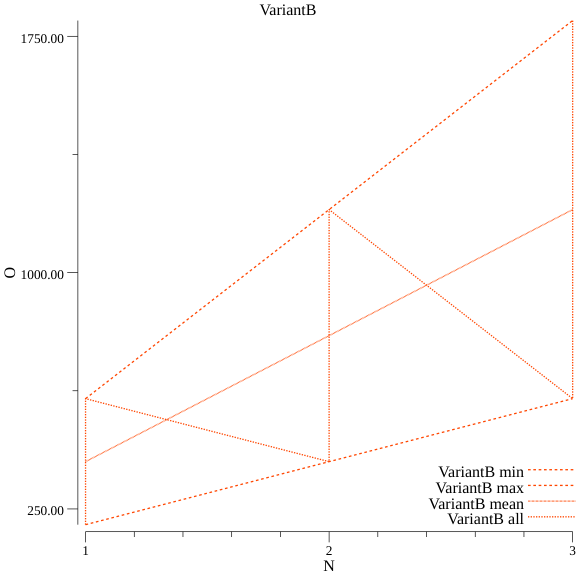 VariantB
1750.00
1000.00
250.00
O
1
2
3
N
VariantB min
VariantB max
VariantB mean
VariantB all